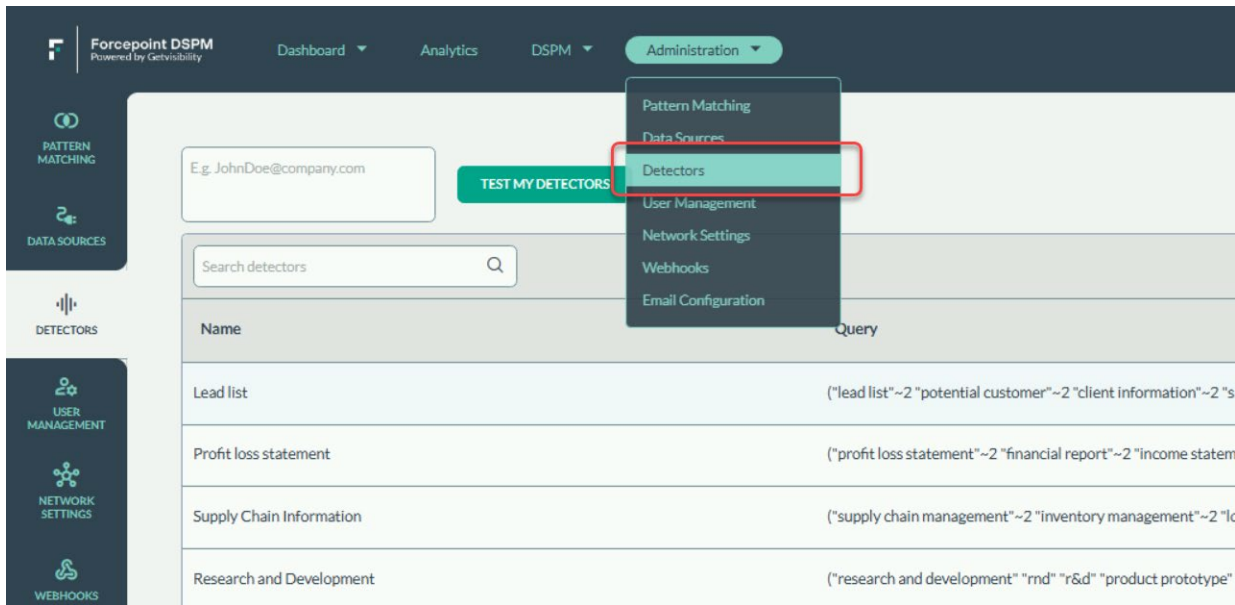 Forcepoint DSPM
Powered by Getvisibility
Dashboard
Analytics
DSPM
Administration
Pattern Matching
Data Sources
Detectors
User Management
Network Settings
Webhooks
Email Configuration
PATTERN
MATCHING
DATA SOURCES
DETECTORS
USER
MANAGEMENT
NETWORK
SETTINGS
WEBHOOKS
E.g. JohnDoe@company.com
TEST MY DETECTORS
Search detectors
Name Query
Lead list ("lead list"~2 "potential customer"~2 "client information"~2 "s
Profit loss statement ("profit loss statement"~2 "financial report"~2 "income statem
Supply Chain Information ("supply chain management"~2 "inventory management"~2 "lo
Research and Development ("research and development" "rnd" "r&d" "product prototype"